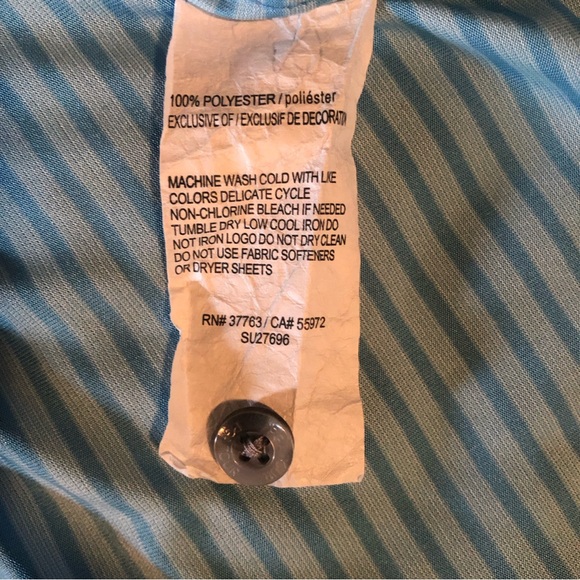 100% POLYESTER / poliéster
EXCLUSIVE OF / EXCLUSIF DE DECORATIV
MACHINE WASH COLD WITH LIKE
COLORS DELICATE CYCLE
NON-CHLORINE BLEACH IF NEEDED
TUMBLE DRY LOW COOL IRON DO
NOT IRON LOGO DO NOT DRY CLEAN
DO NOT USE FABRIC SOFTENERS
OR DRYER SHEETS
RN# 37763 / CA# 55972
SU27696